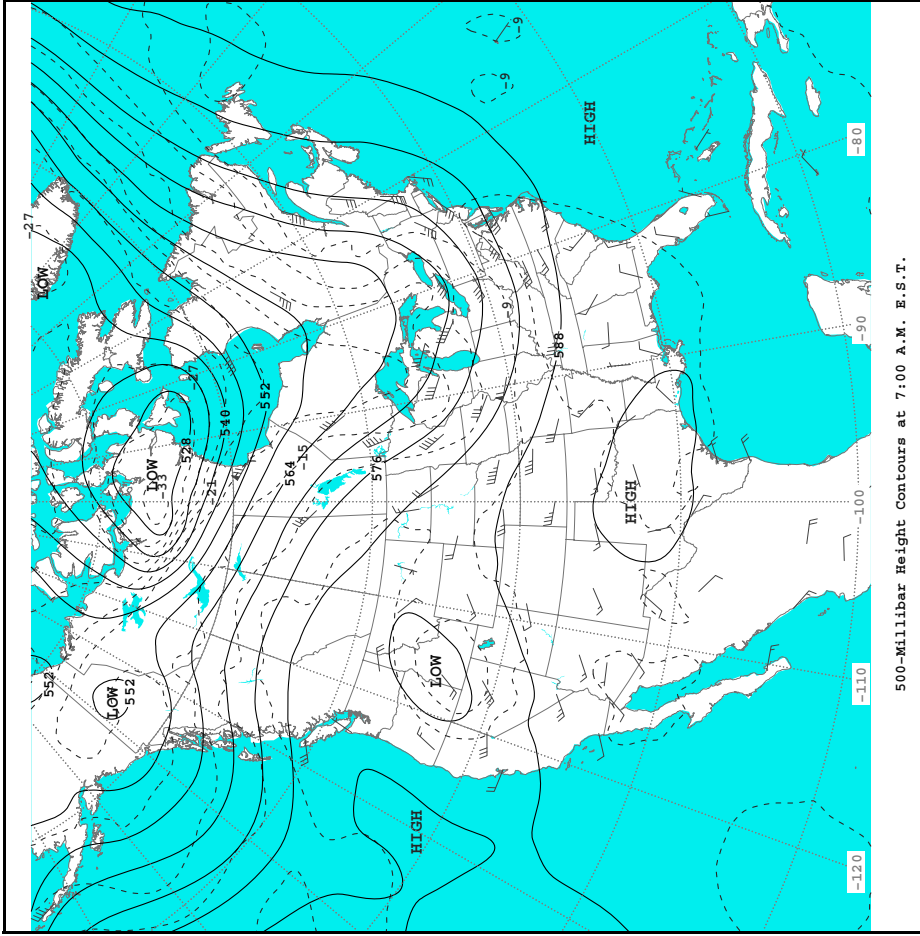 500-Millibar Height Contours at 7:00 A.M. E.S.T.
-27
LOW
-27
540
552
528
LOW
-33
-21
564
-15
576
552
LOW
552
LOW
HIGH
HIGH
588
-9
HIGH
-9
-9
-80
-90
-100
-110
-120